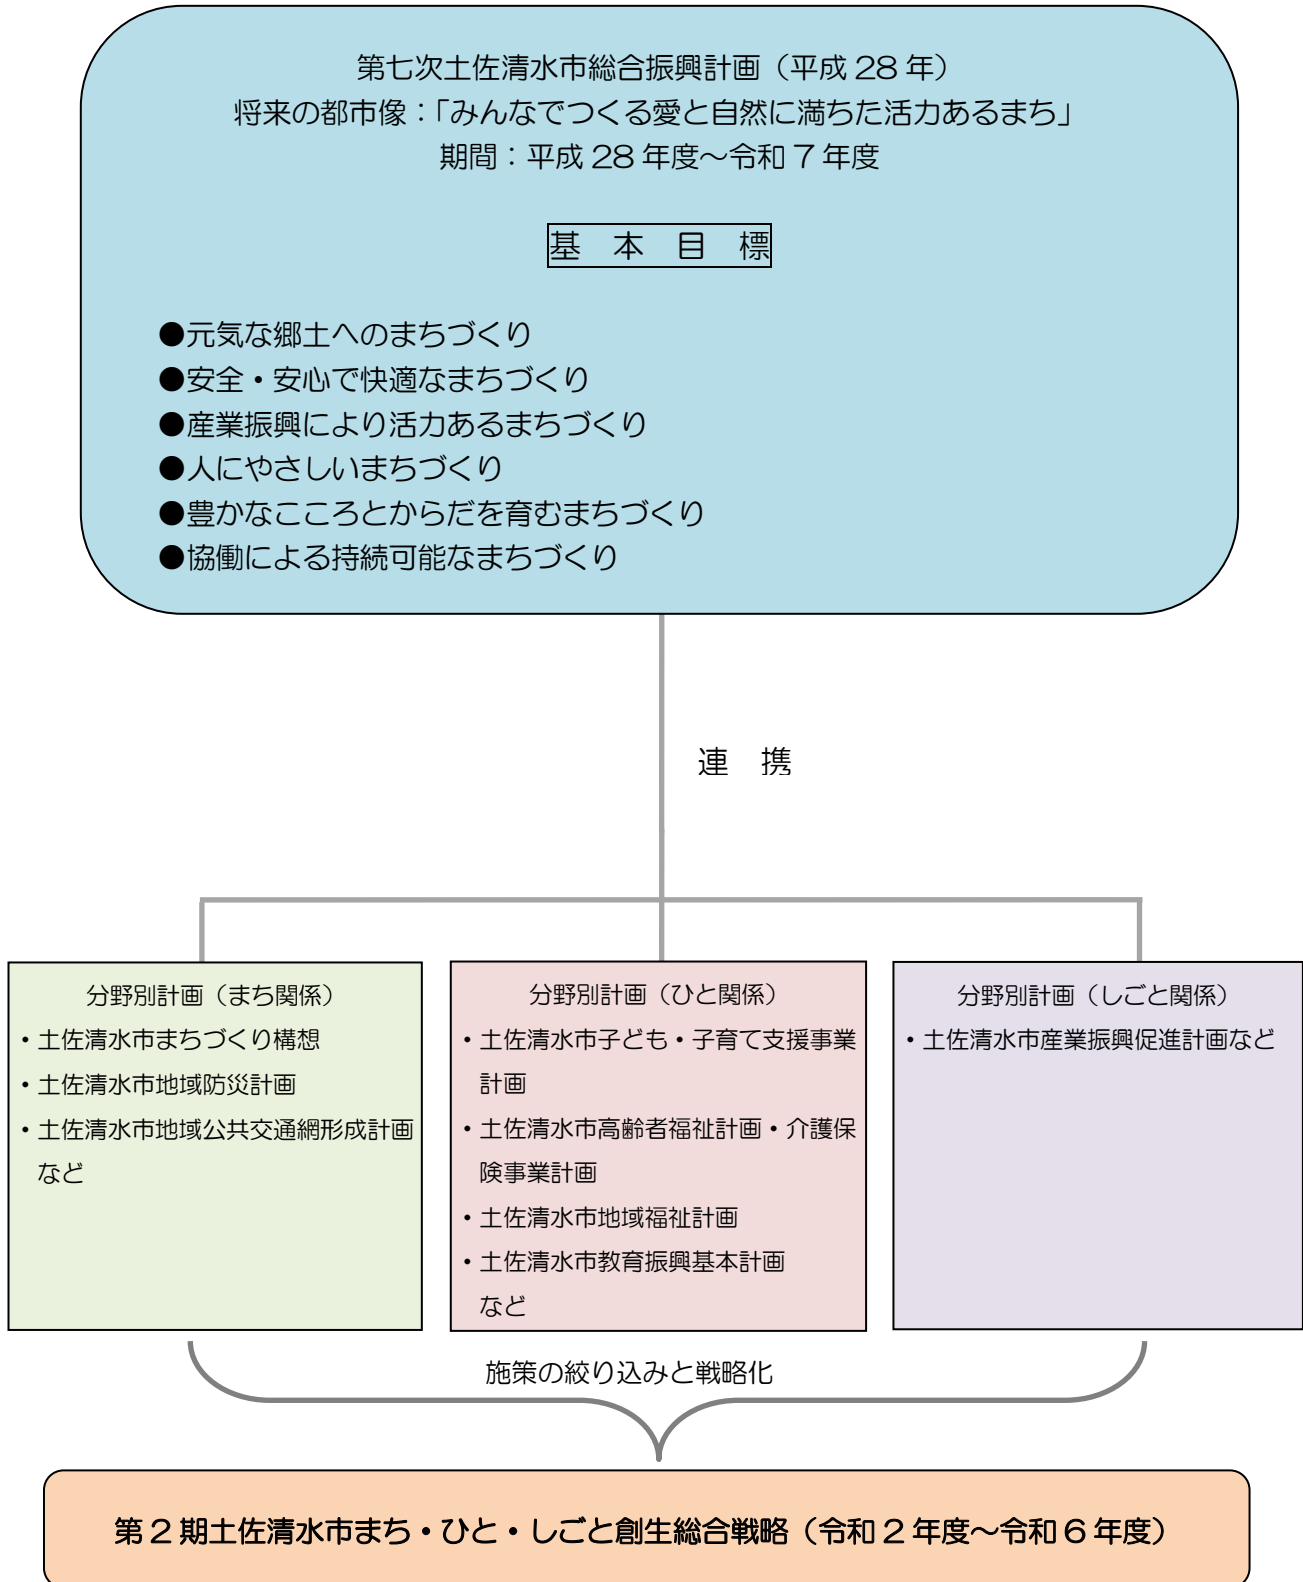 第七次土佐清水市総合振興計画（平成 28 年）
将来の都市像：「みんなでつくる愛と自然に満ちた活力あるまち」
期間：平成 28 年度～令和 7 年度
基 本 目 標
●元気な郷土へのまちづくり
●安全・安心で快適なまちづくり
●産業振興により活力あるまちづくり
●人にやさしいまちづくり
●豊かなこころとからだを育むまちづくり
●協働による持続可能なまちづくり
連 携
分野別計画（まち関係）
・土佐清水市まちづくり構想
・土佐清水市地域防災計画
・土佐清水市地域公共交通網形成計画
など
分野別計画（ひと関係）
・土佐清水市子ども・子育て支援事業
計画
・土佐清水市高齢者福祉計画・介護保
険事業計画
・土佐清水市地域福祉計画
・土佐清水市教育振興基本計画
など
分野別計画（しごと関係）
・土佐清水市産業振興促進計画など
施策の絞り込みと戦略化
第 2 期土佐清水市まち・ひと・しごと創生総合戦略（令和 2 年度～令和 6 年度）